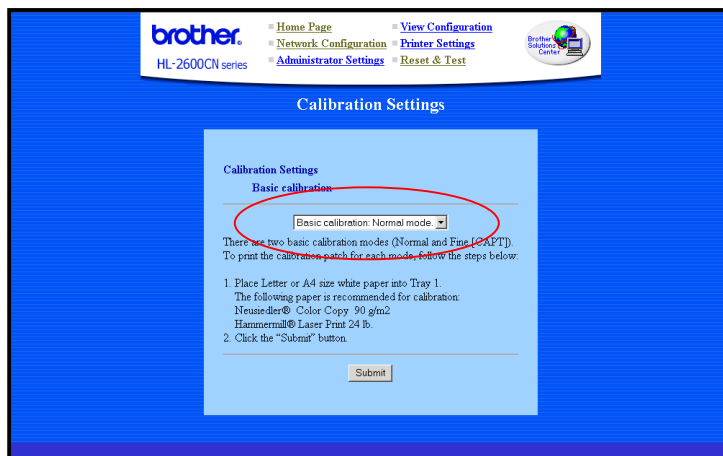 brother.
HL-2600CN series
Home Page
View Configuration
Network Configuration
Printer Settings
Administrator Settings
Reset & Test
Brother
Solutions
Center
Calibration Settings
Calibration Settings
Basic calibration
Basic calibration: Normal mode.
There are two basic calibration modes (Normal and Fine [CAPT]).
To print the calibration patch for each mode, follow the steps below:
1. Place Letter or A4 size white paper into Tray 1.
The following paper is recommended for calibration:
Neusiedler® Color Copy 90 g/m2
Hammermill® Laser Print 24 lb.
2. Click the “Submit” button.
Submit